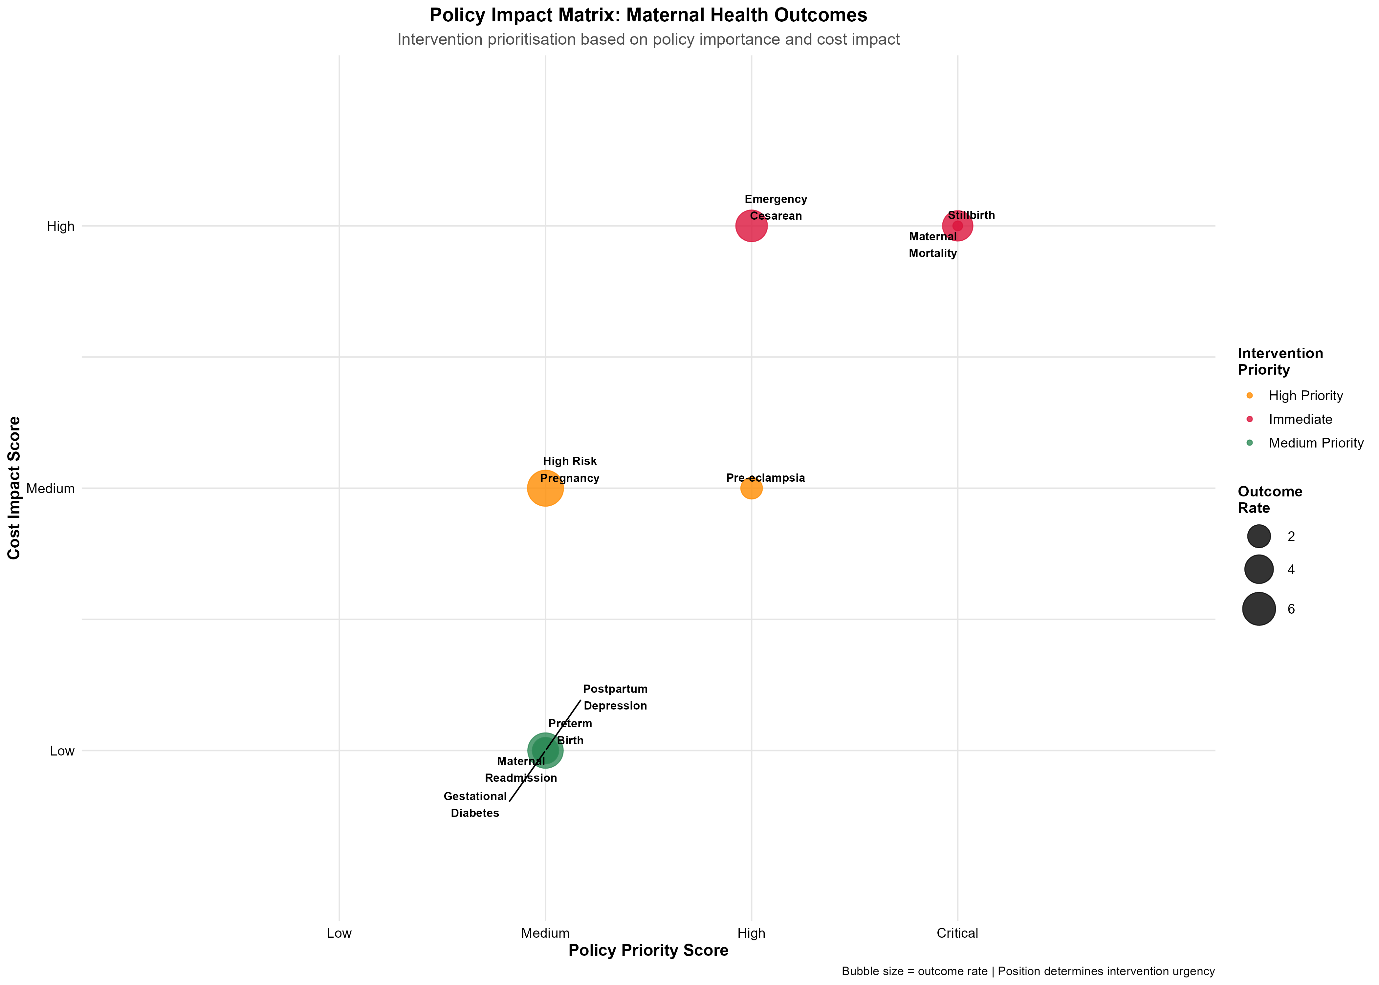 Policy Impact Matrix: Maternal Health Outcomes
Intervention prioritisation based on policy importance and cost impact
Cost Impact Score
High
Medium
Low
Emergency
Cesarean
Stillbirth
Maternal
Mortality
High Risk
Pregnancy
Pre-eclampsia
Postpartum
Depression
Preterm
Birth
Maternal
Readmission
Gestational
Diabetes
Low
Medium
High
Critical
Policy Priority Score
Intervention
Priority
High Priority
Immediate
Medium Priority
Outcome
Rate
2
4
6
Bubble size = outcome rate | Position determines intervention urgency